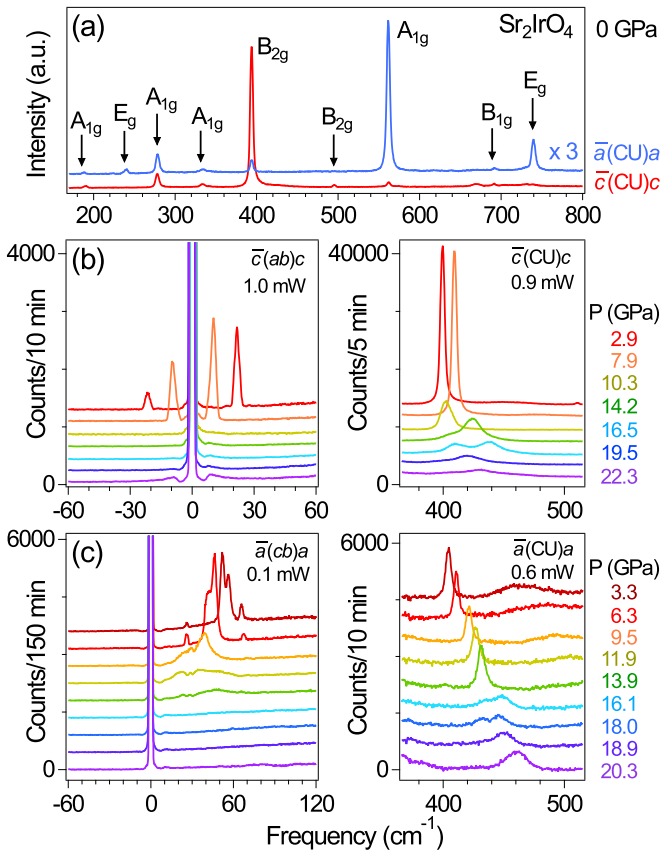 (a) Sr₂IrO₄ 0 GPa
Intensity (a.u.)
A₁g E_g A₁g A₁g B₂g B₂g A₁g B₁g E_g
x 3 a̅(CU)a
c̅(CU)c
200 300 400 500 600 700 800
(b) c̅(ab)c
1.0 mW
4000
0
Counts/10 min
-60 -30 0 30 60
c̅(CU)c
0.9 mW
40000
0
Counts/5 min
400 500
P (GPa)
2.9
7.9
10.3
14.2
16.5
19.5
22.3
(c) a̅(cb)a
0.1 mW
6000
0
Counts/150 min
-60 0 60 120
a̅(CU)a
0.6 mW
6000
0
Counts/10 min
400 500
P (GPa)
3.3
6.3
9.5
11.9
13.9
16.1
18.0
18.9
20.3
Frequency (cm⁻¹)